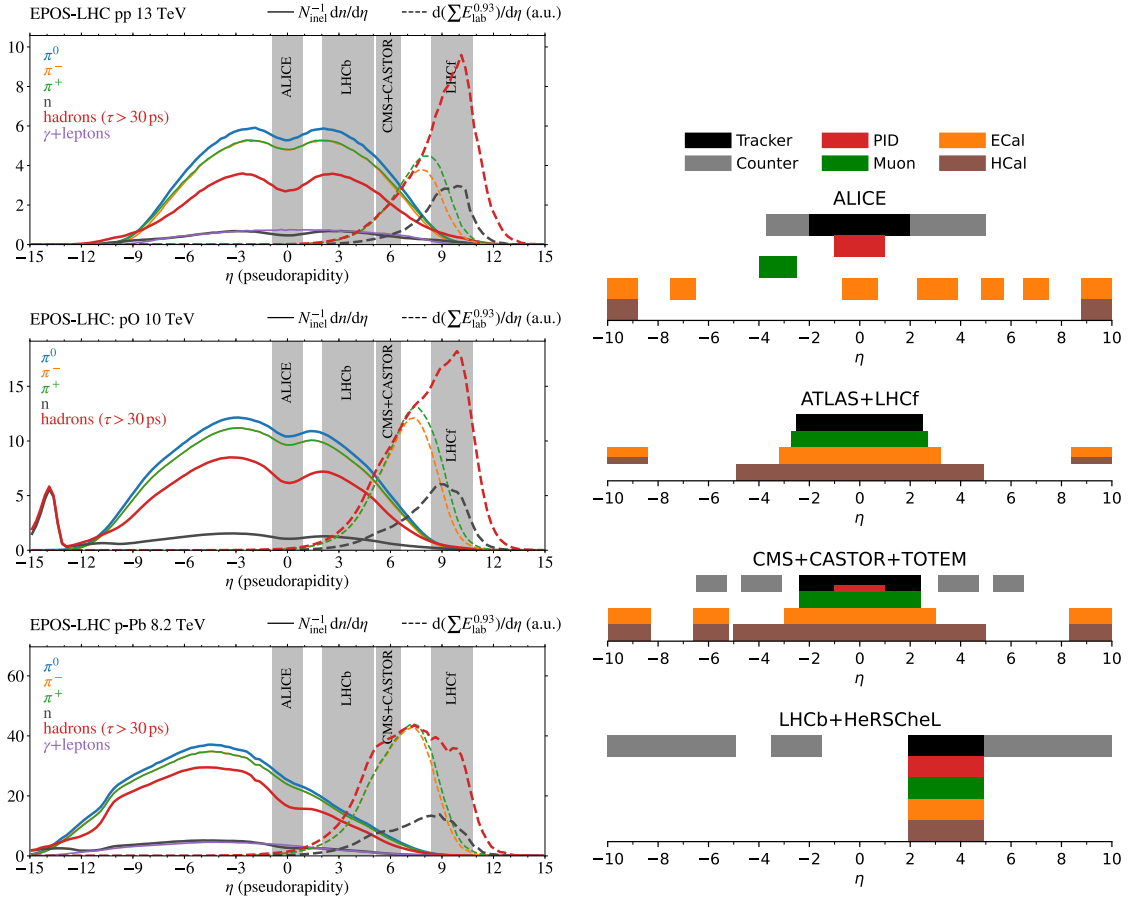 EPOS-LHC pp 13 TeV
N_inel^{-1} dn/dη
d(∑E_lab^{0.93})/dη (a.u.)
π^0
π^−
π^+
n
hadrons (τ > 30 ps)
γ+leptons
ALICE
LHCb
CMS+CASTOR
LHCf
10
8
6
4
2
0
−15 −12 −9 −6 −3 0 3 6 9 12 15
η (pseudorapidity)
EPOS-LHC: pO 10 TeV
N_inel^{-1} dn/dη
d(∑E_lab^{0.93})/dη (a.u.)
π^0
π^−
π^+
n
hadrons (τ > 30 ps)
ALICE
LHCb
CMS+CASTOR
LHCf
15
10
5
0
−15 −12 −9 −6 −3 0 3 6 9 12 15
η (pseudorapidity)
EPOS-LHC p-Pb 8.2 TeV
N_inel^{-1} dn/dη
d(∑E_lab^{0.93})/dη (a.u.)
π^0
π^−
π^+
n
hadrons (τ > 30 ps)
γ+leptons
ALICE
LHCb
CMS+CASTOR
LHCf
60
40
20
0
−15 −12 −9 −6 −3 0 3 6 9 12 15
η (pseudorapidity)
Tracker PID ECal
Counter Muon HCal
ALICE
−10 −8 −6 −4 −2 0 2 4 6 8 10
η
ATLAS+LHCf
−10 −8 −6 −4 −2 0 2 4 6 8 10
η
CMS+CASTOR+TOTEM
−10 −8 −6 −4 −2 0 2 4 6 8 10
η
LHCb+HeRSCheL
−10 −8 −6 −4 −2 0 2 4 6 8 10
η